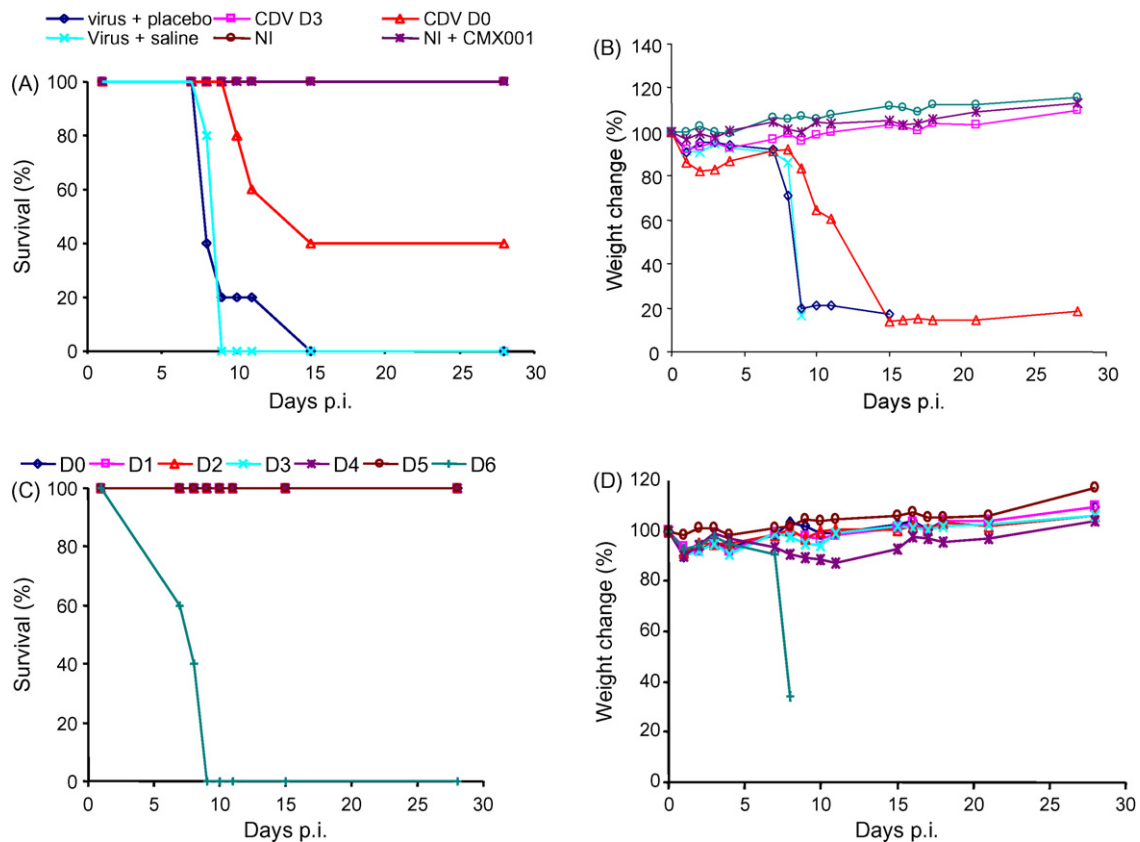 virus + placebo CDV D3 CDV D0
Virus + saline NI NI + CMX001
(A)
100
80
60
40
20
0
Survival (%)
0 5 10 15 20 25 30
Days p.i.
(B)
140
120
100
80
60
40
20
0
Weight change (%)
0 5 10 15 20 25 30
Days p.i.
D0 D1 D2 D3 D4 D5 D6
(C)
100
80
60
40
20
0
Survival (%)
0 5 10 15 20 25 30
Days p.i.
(D)
120
100
80
60
40
20
0
Weight change (%)
0 5 10 15 20 25 30
Days p.i.